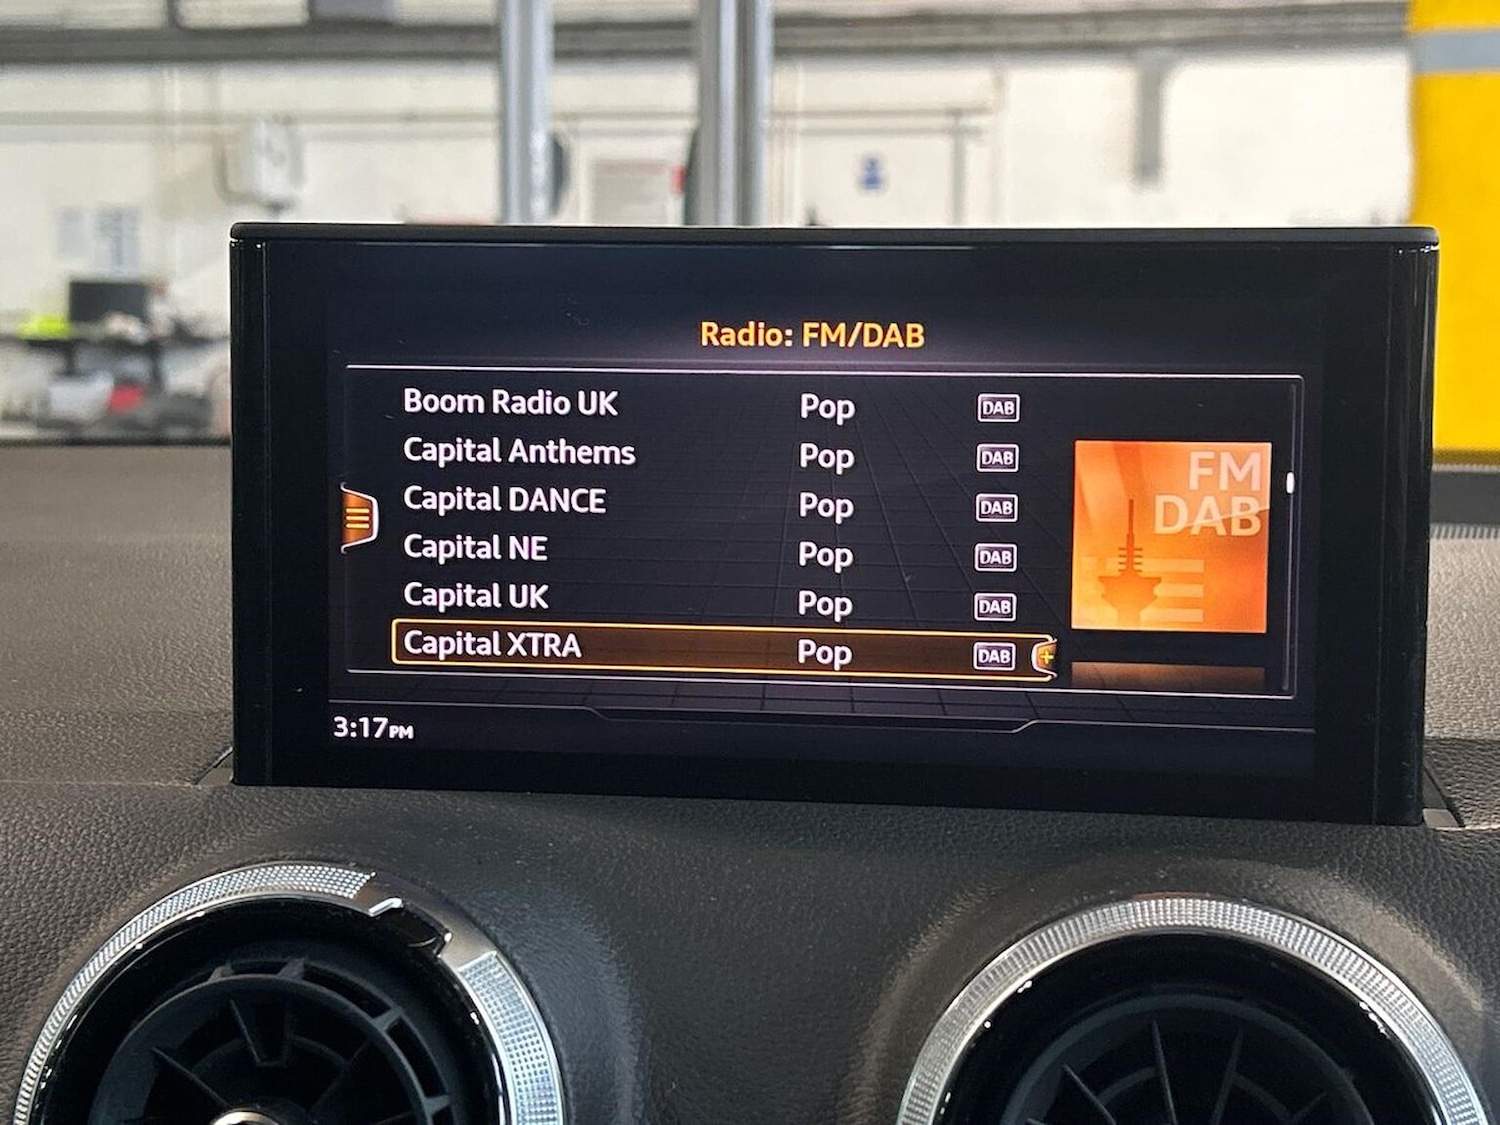 Radio: FM/DAB
Boom Radio UK Pop DAB
Capital Anthems Pop DAB
Capital DANCE Pop DAB
Capital NE Pop DAB
Capital UK Pop DAB
Capital XTRA Pop DAB +
FM
DAB
3:17PM